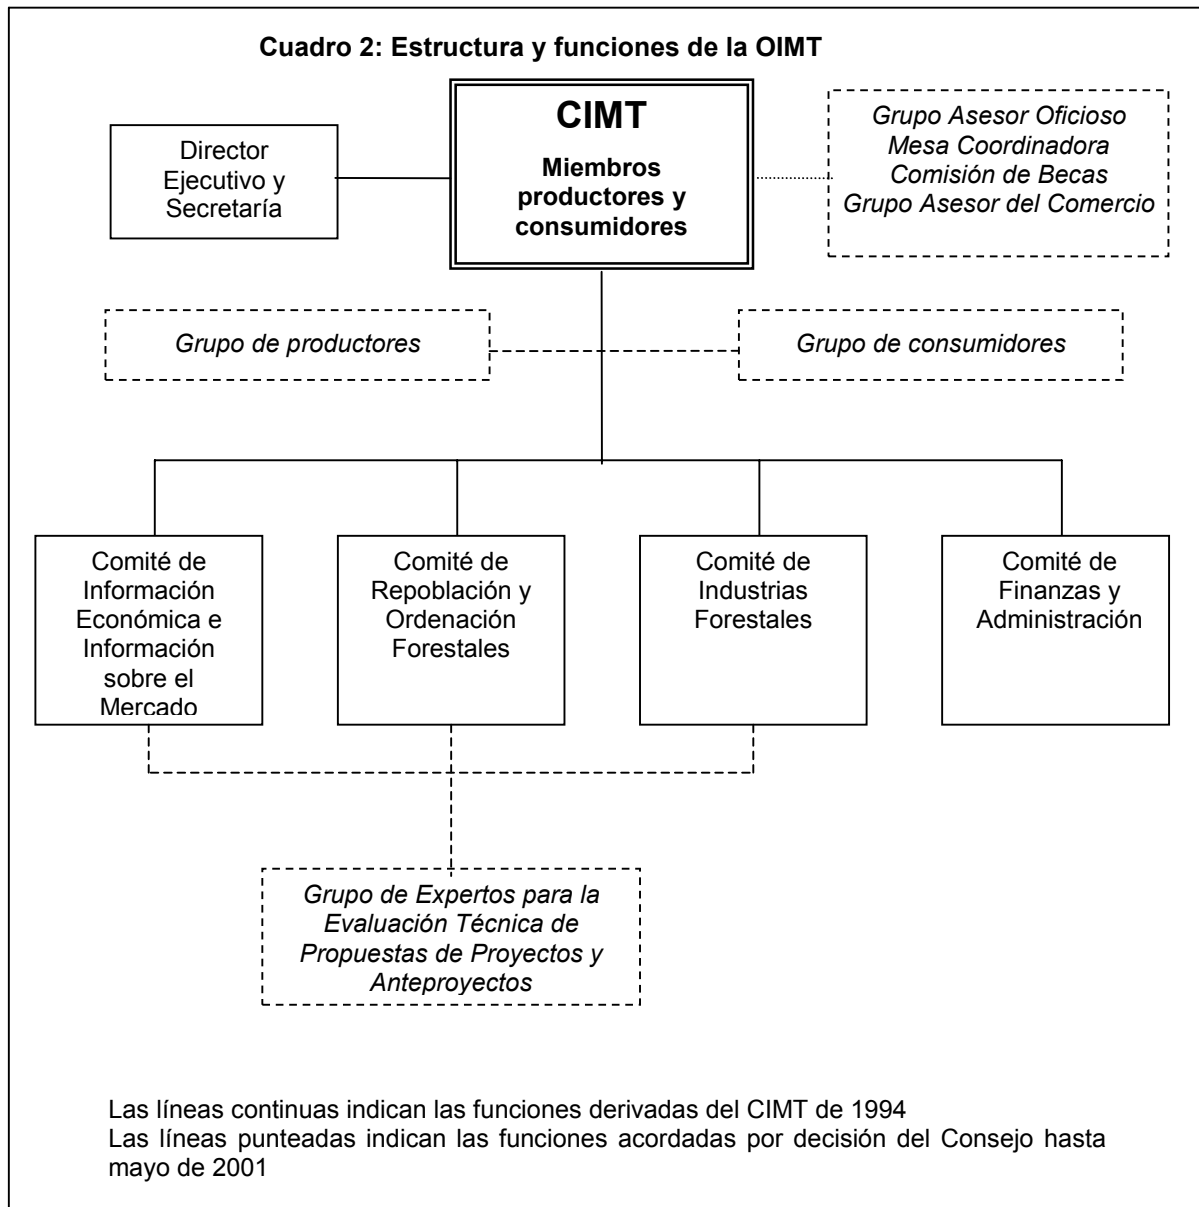 Cuadro 2: Estructura y funciones de la OIMT
Director
Ejecutivo y
Secretaría
CIMT
Miembros
productores y
consumidores
Grupo Asesor Oficioso
Mesa Coordinadora
Comisión de Becas
Grupo Asesor del Comercio
Grupo de productores
Grupo de consumidores
Comité de
Información
Económica e
Información
sobre el
Mercado
Comité de
Repoblación y
Ordenación
Forestales
Comité de
Industrias
Forestales
Comité de
Finanzas y
Administración
Grupo de Expertos para la
Evaluación Técnica de
Propuestas de Proyectos y
Anteproyectos
Las líneas continuas indican las funciones derivadas del CIMT de 1994
Las líneas punteadas indican las funciones acordadas por decisión del Consejo hasta
mayo de 2001